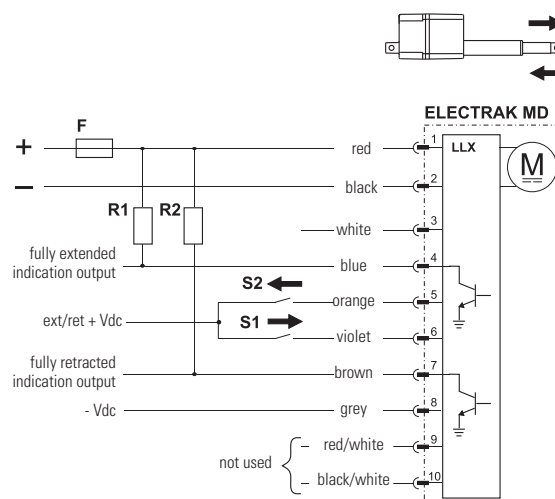 ELECTRAK MD
F
+
1
red
LLX
M
–
2
black
R1
R2
3
white
fully extended
indication output
4
blue
S2
5
orange
ext/ret + Vdc
S1
6
violet
fully retracted
indication output
7
brown
- Vdc
8
grey
9
red/white
not used
10
black/white